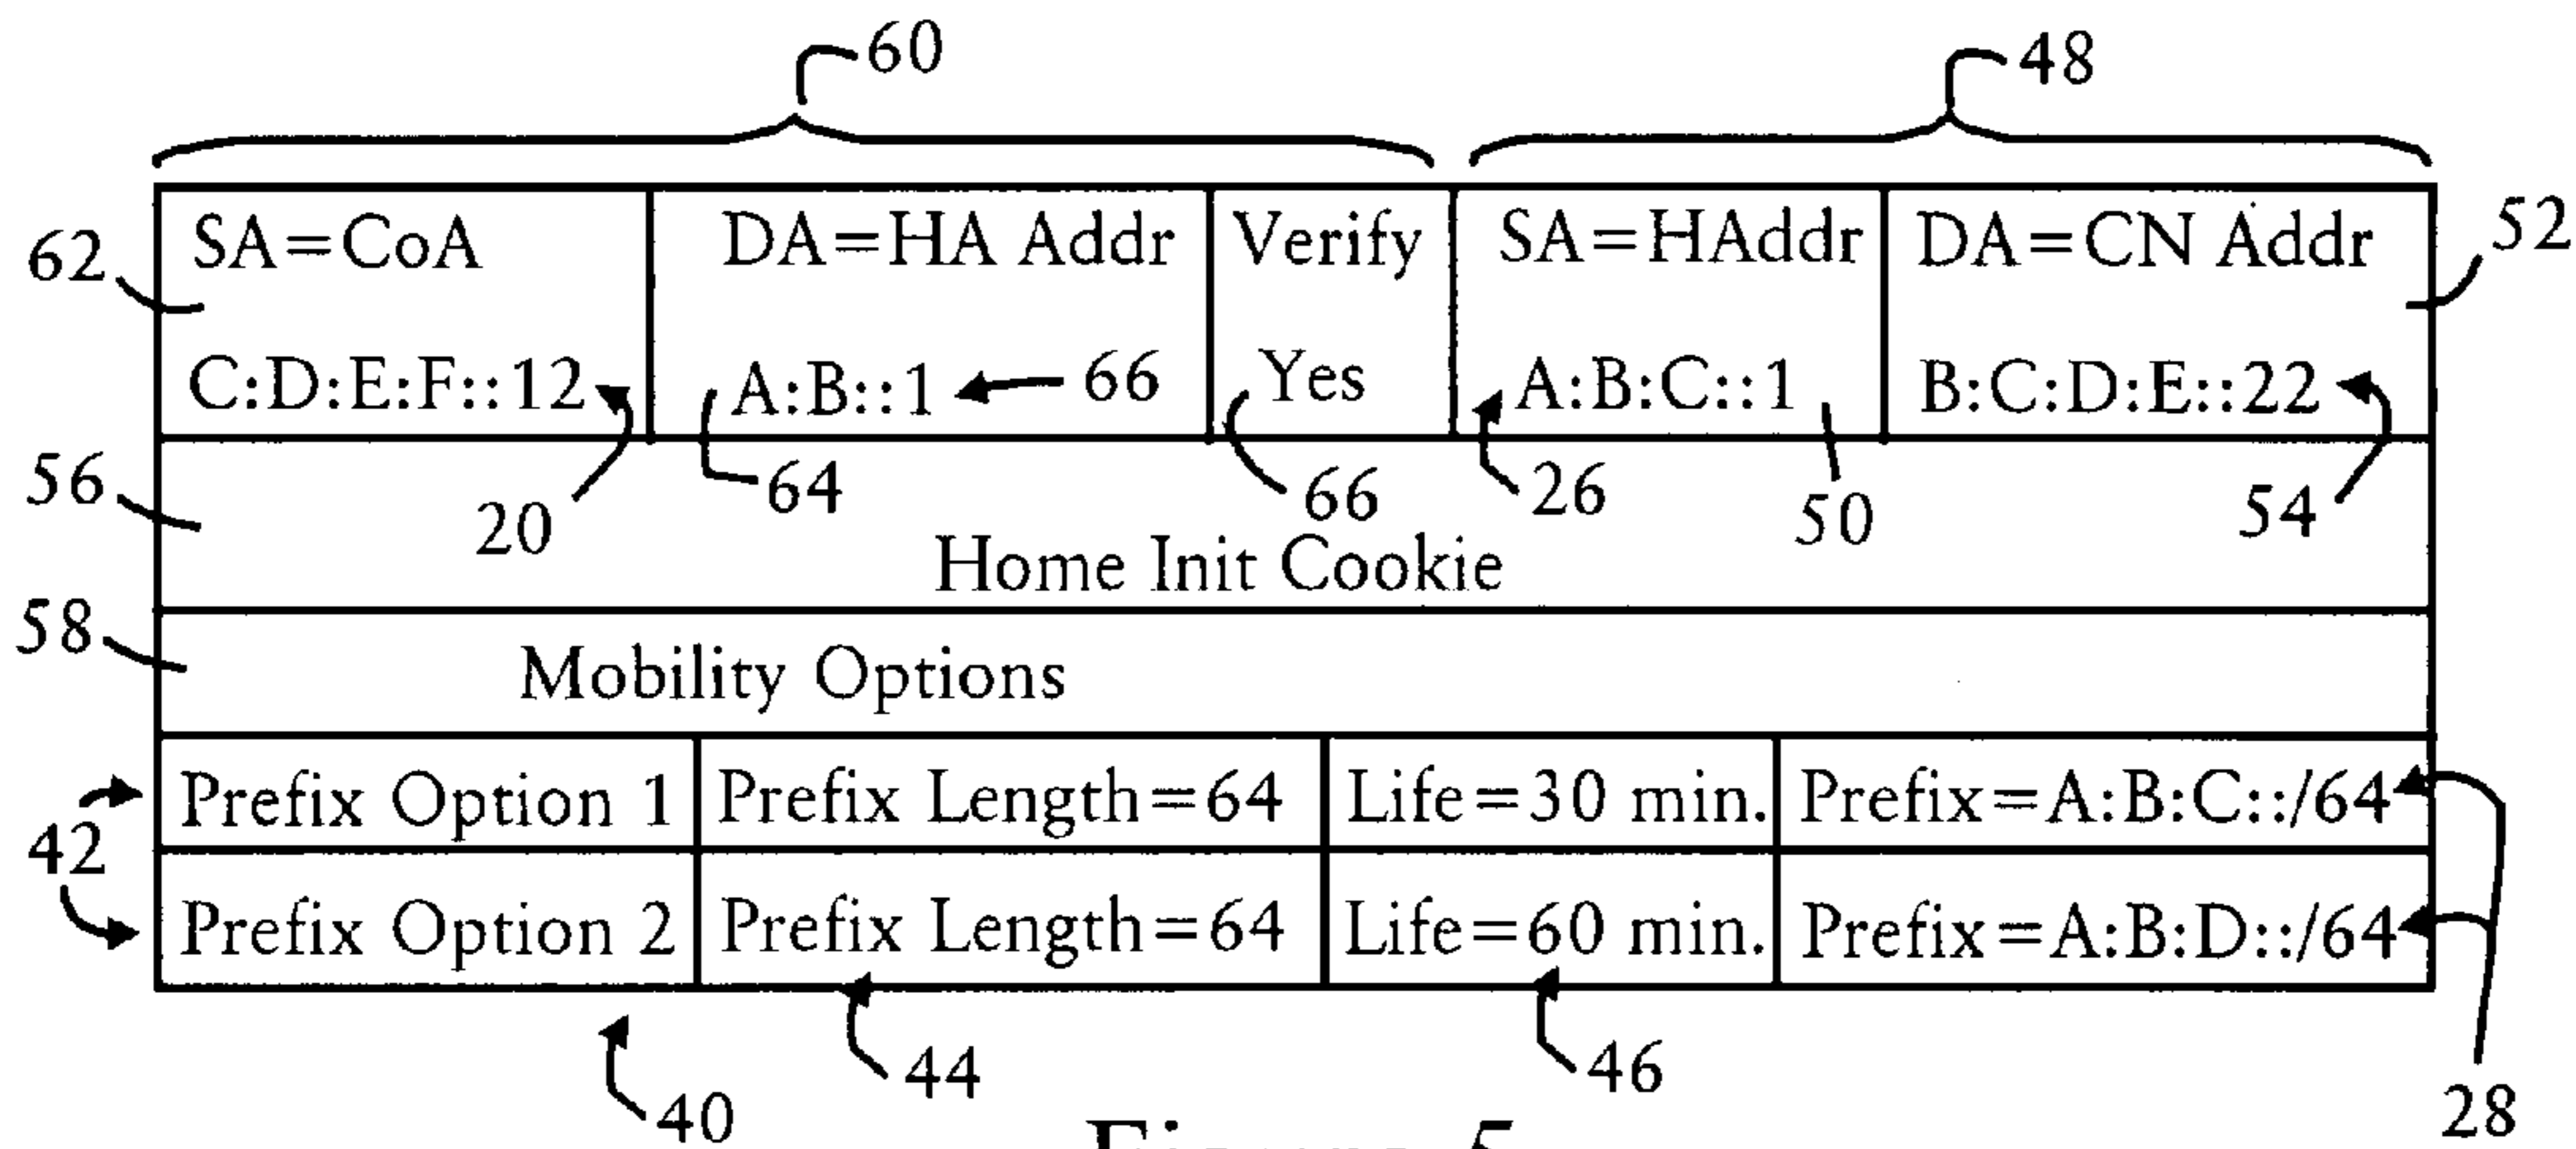 60 48
SA=CoA DA=HA Addr Verify SA=HAddr DA=CN Addr 52
62
C:D:E:F::12 A:B::1 66 Yes A:B:C::1 B:C:D:E::22
56 20 64 66 26 50 54
Home Init Cookie
58 Mobility Options
Prefix Option 1 Prefix Length=64 Life=30 min. Prefix=A:B:C::/64
42
Prefix Option 2 Prefix Length=64 Life=60 min. Prefix=A:B:D::/64
40 44 46 28